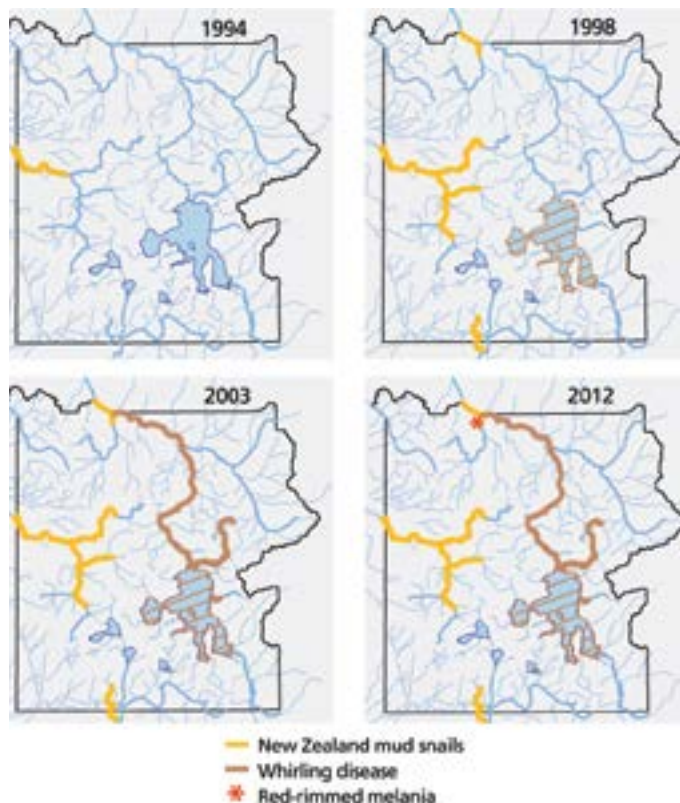 1994
1998
2003
2012
New Zealand mud snails
Whirling disease
Red-rimmed melania